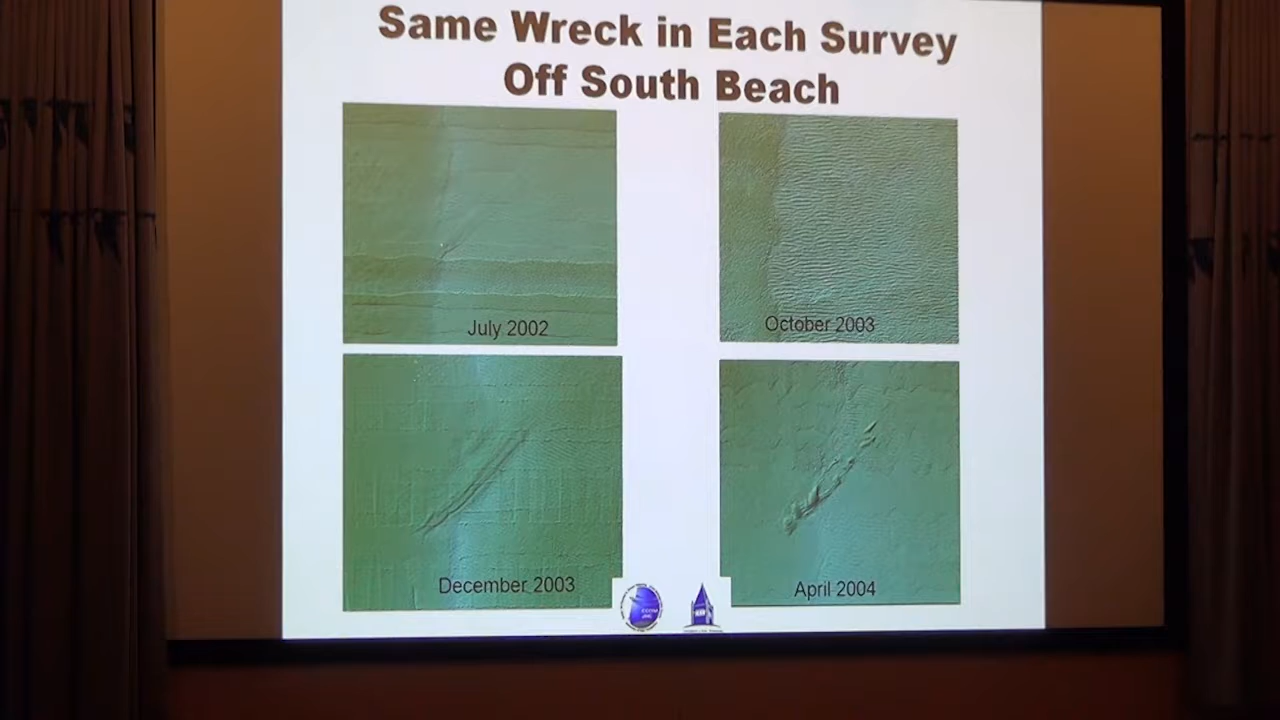 Same Wreck in Each Survey
Off South Beach
July 2002
October 2003
December 2003
April 2004